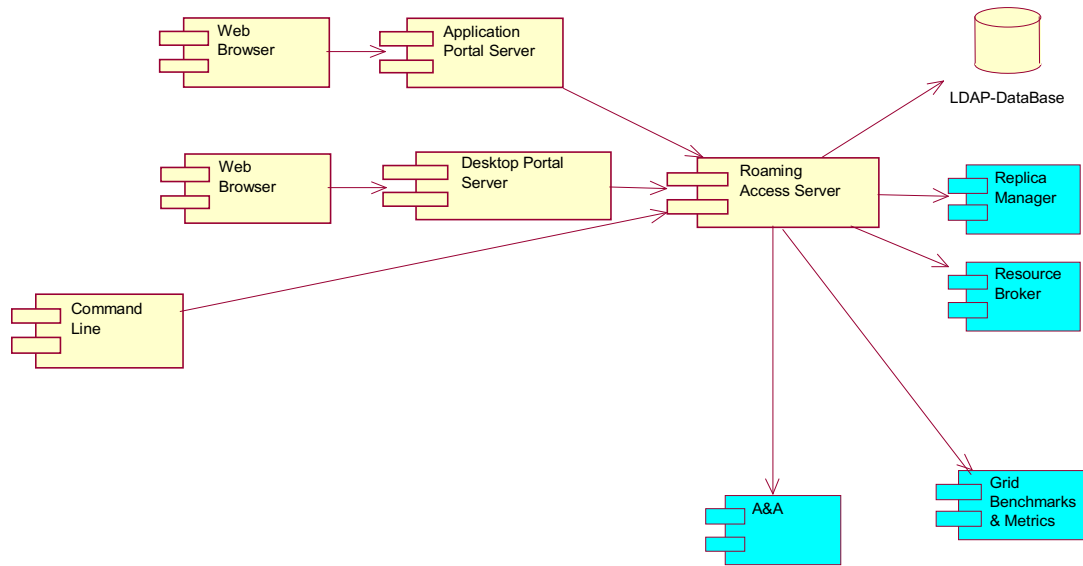 Web
Browser
Application
Portal Server
LDAP-DataBase
Web
Browser
Desktop Portal
Server
Roaming
Access Server
Replica
Manager
Resource
Broker
Command
Line
A&A
Grid
Benchmarks
& Metrics